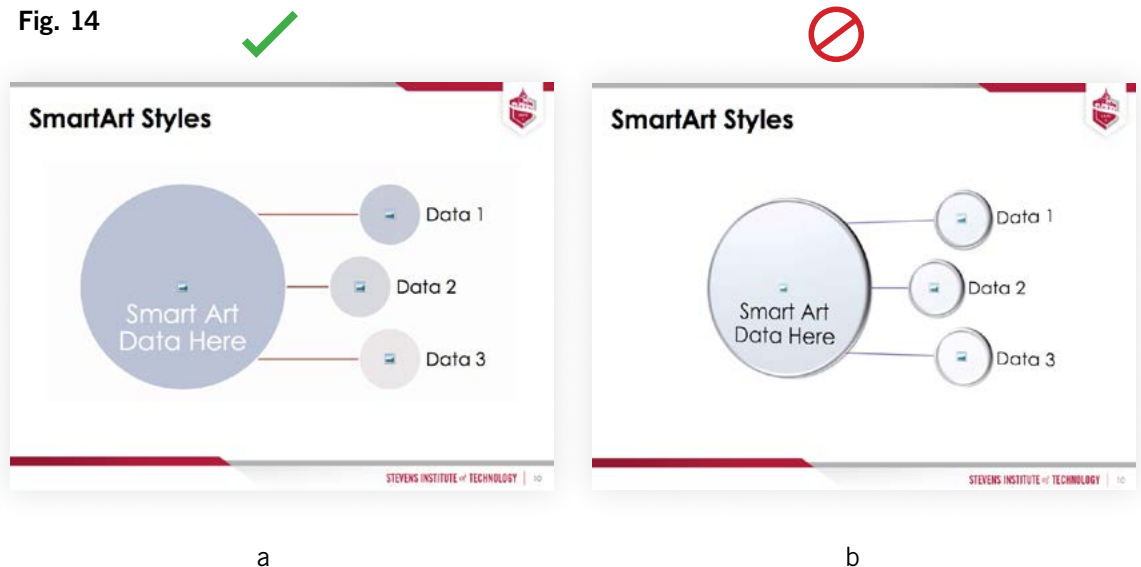 Fig. 14
SmartArt Styles
Data 1
Data 2
Smart Art
Data Here
Data 3
STEVENS INSTITUTE of TECHNOLOGY 10
SmartArt Styles
Data 1
Data 2
Smart Art
Data Here
Data 3
STEVENS INSTITUTE of TECHNOLOGY 10
a
b